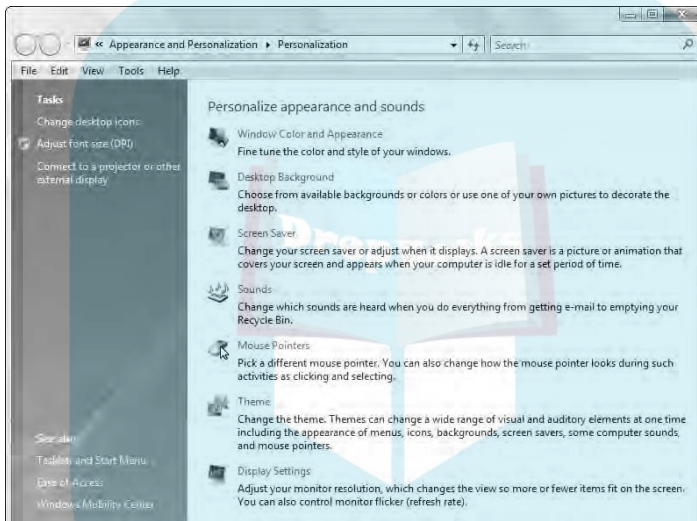 « Appearance and Personalization ▸ Personalization
Search
File Edit View Tools Help
Tasks
Change desktop icons
Adjust font size (DPI)
Connect to a projector or other
external display
See also
Taskbar and Start Menu
Ease of Access
Windows Mobility Center
Personalize appearance and sounds
Window Color and Appearance
Fine tune the color and style of your windows.
Desktop Background
Choose from available backgrounds or colors or use one of your own pictures to decorate the
desktop.
Screen Saver
Change your screen saver or adjust when it displays. A screen saver is a picture or animation that
covers your screen and appears when your computer is idle for a set period of time.
Sounds
Change which sounds are heard when you do everything from getting e-mail to emptying your
Recycle Bin.
Mouse Pointers
Pick a different mouse pointer. You can also change how the mouse pointer looks during such
activities as clicking and selecting.
Theme
Change the theme. Themes can change a wide range of visual and auditory elements at one time
including the appearance of menus, icons, backgrounds, screen savers, some computer sounds,
and mouse pointers.
Display Settings
Adjust your monitor resolution, which changes the view so more or fewer items fit on the screen.
You can also control monitor flicker (refresh rate).